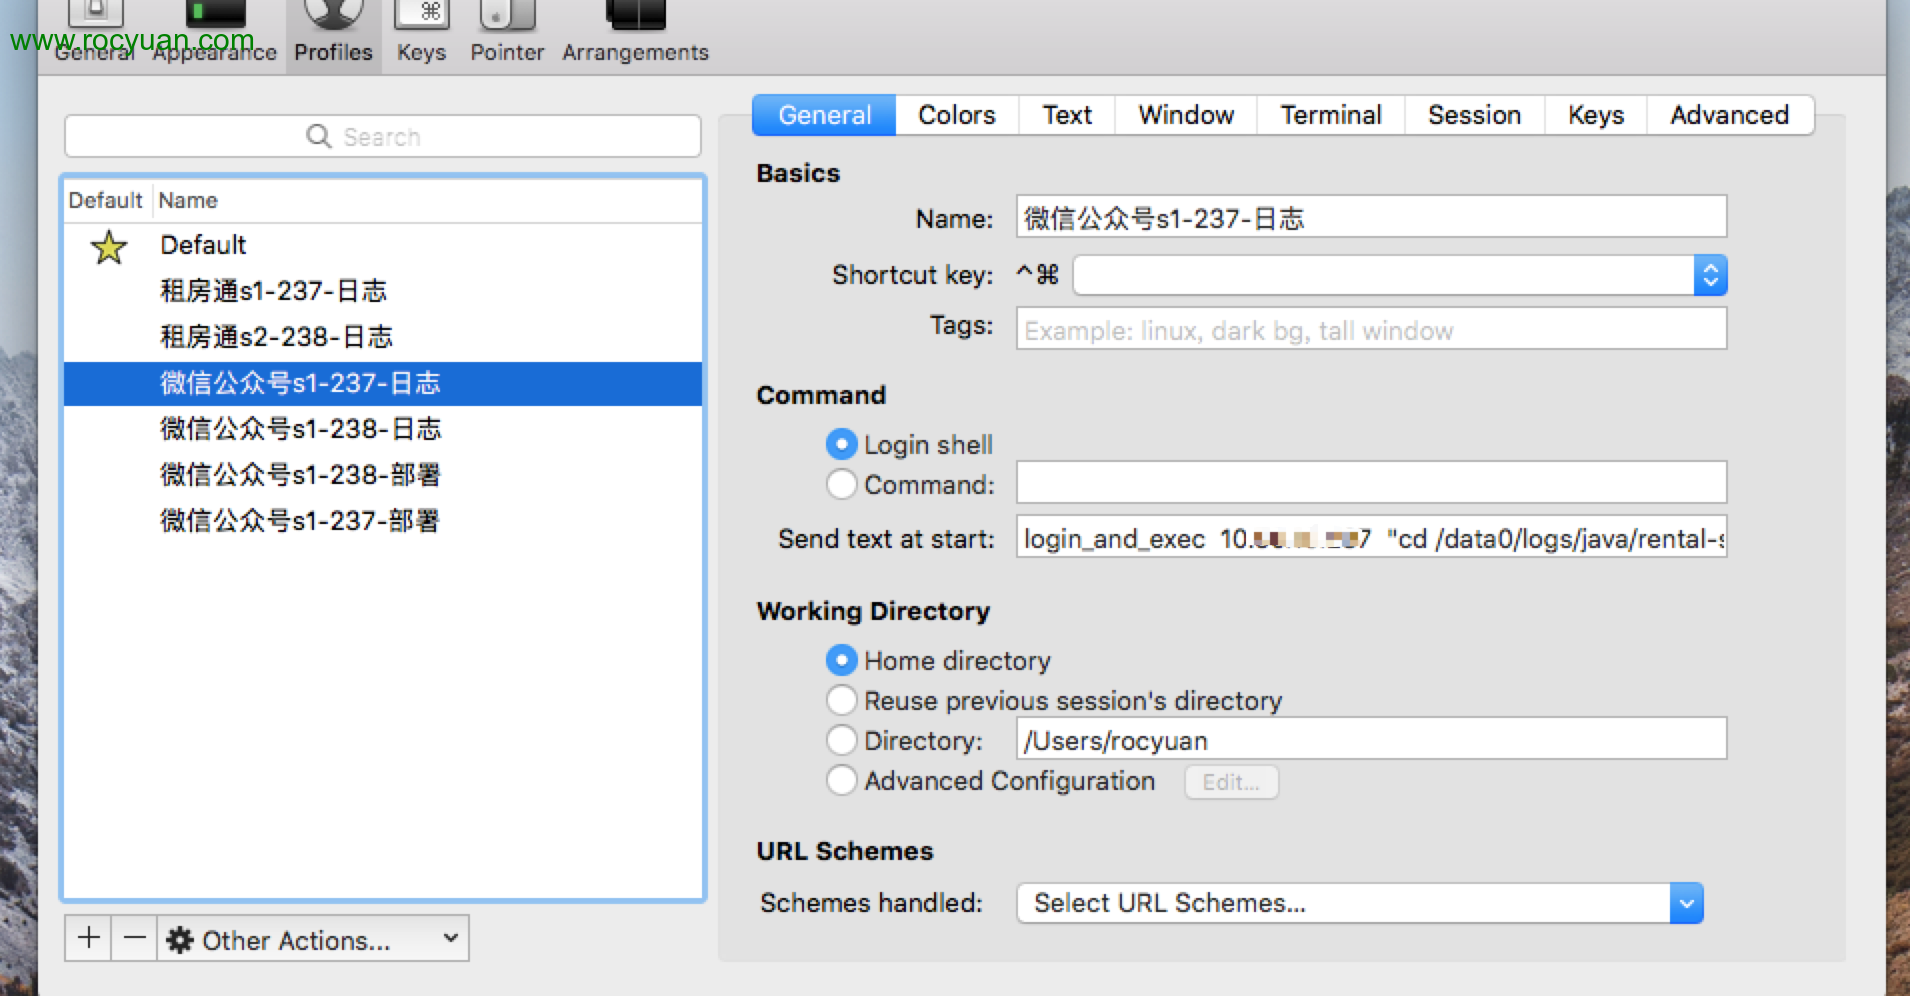 www.rocyuan.com
General Appearance Profiles Keys Pointer Arrangements
Search
Default Name
Default
租房通s1-237-日志
租房通s2-238-日志
微信公众号s1-237-日志
微信公众号s1-238-日志
微信公众号s1-238-部署
微信公众号s1-237-部署
Other Actions...
General Colors Text Window Terminal Session Keys Advanced
Basics
Name: 微信公众号s1-237-日志
Shortcut key: ^⌘
Tags: Example: linux, dark bg, tall window
Command
Login shell
Command:
Send text at start: login_and_exec 10. 7 "cd /data0/logs/java/rental-s
Working Directory
Home directory
Reuse previous session's directory
Directory: /Users/rocyuan
Advanced Configuration Edit...
URL Schemes
Schemes handled: Select URL Schemes...